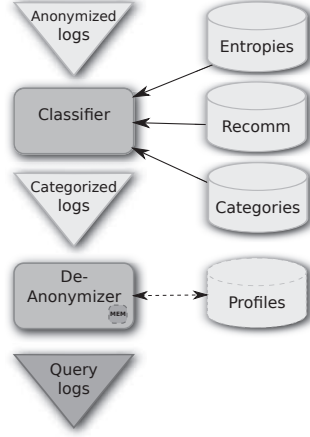 Anonymized
logs
Entropies
Classifier
Recomm
Categorized
logs
Categories
De-
Anonymizer
MEM
Profiles
Query
logs